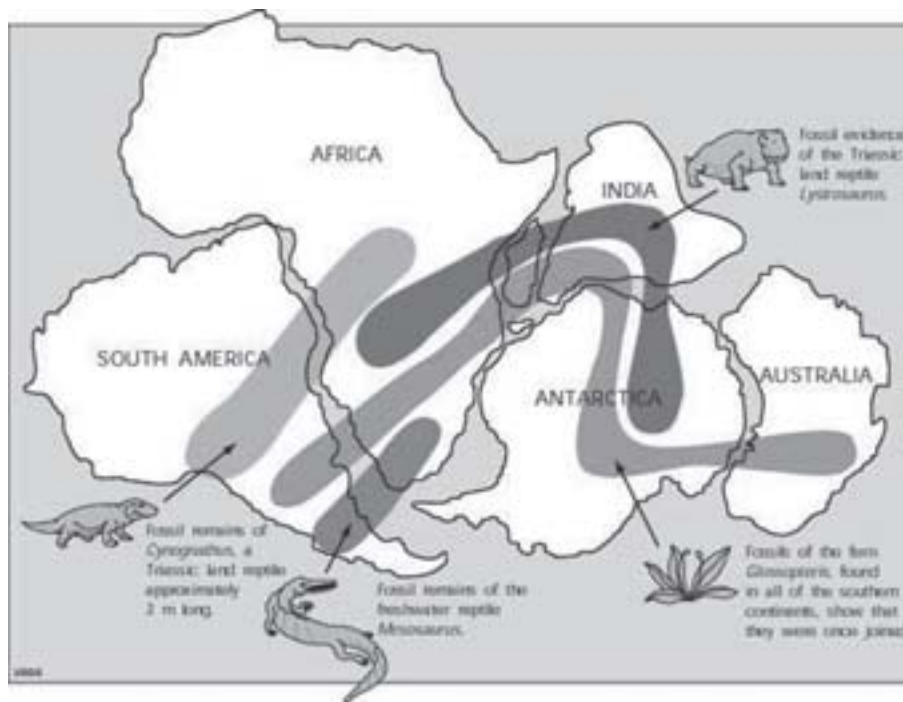 AFRICA
INDIA
SOUTH AMERICA
ANTARCTICA
AUSTRALIA
Fossil evidence
of the Triassic
land reptile
Lystrosaurus.
Fossil remains of
Cynognathus, a
Triassic land reptile
approximately
3 m long.
Fossil remains of the
freshwater reptile
Mesosaurus.
Fossils of the fern
Glossopteris, found
in all of the southern
continents, show that
they were once joined
USGS